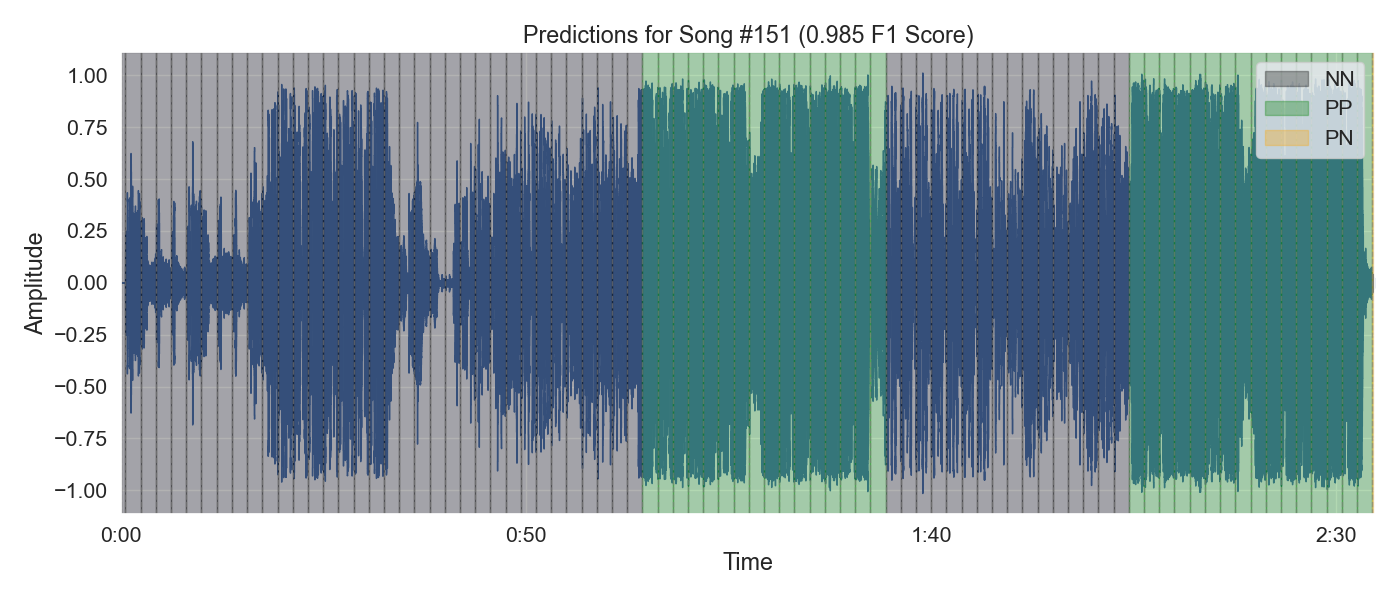 Predictions for Song #151 (0.985 F1 Score)
1.00
0.75
0.50
0.25
0.00
−0.25
−0.50
−0.75
−1.00
Amplitude
NN
PP
PN
0:00
0:50
1:40
2:30
Time